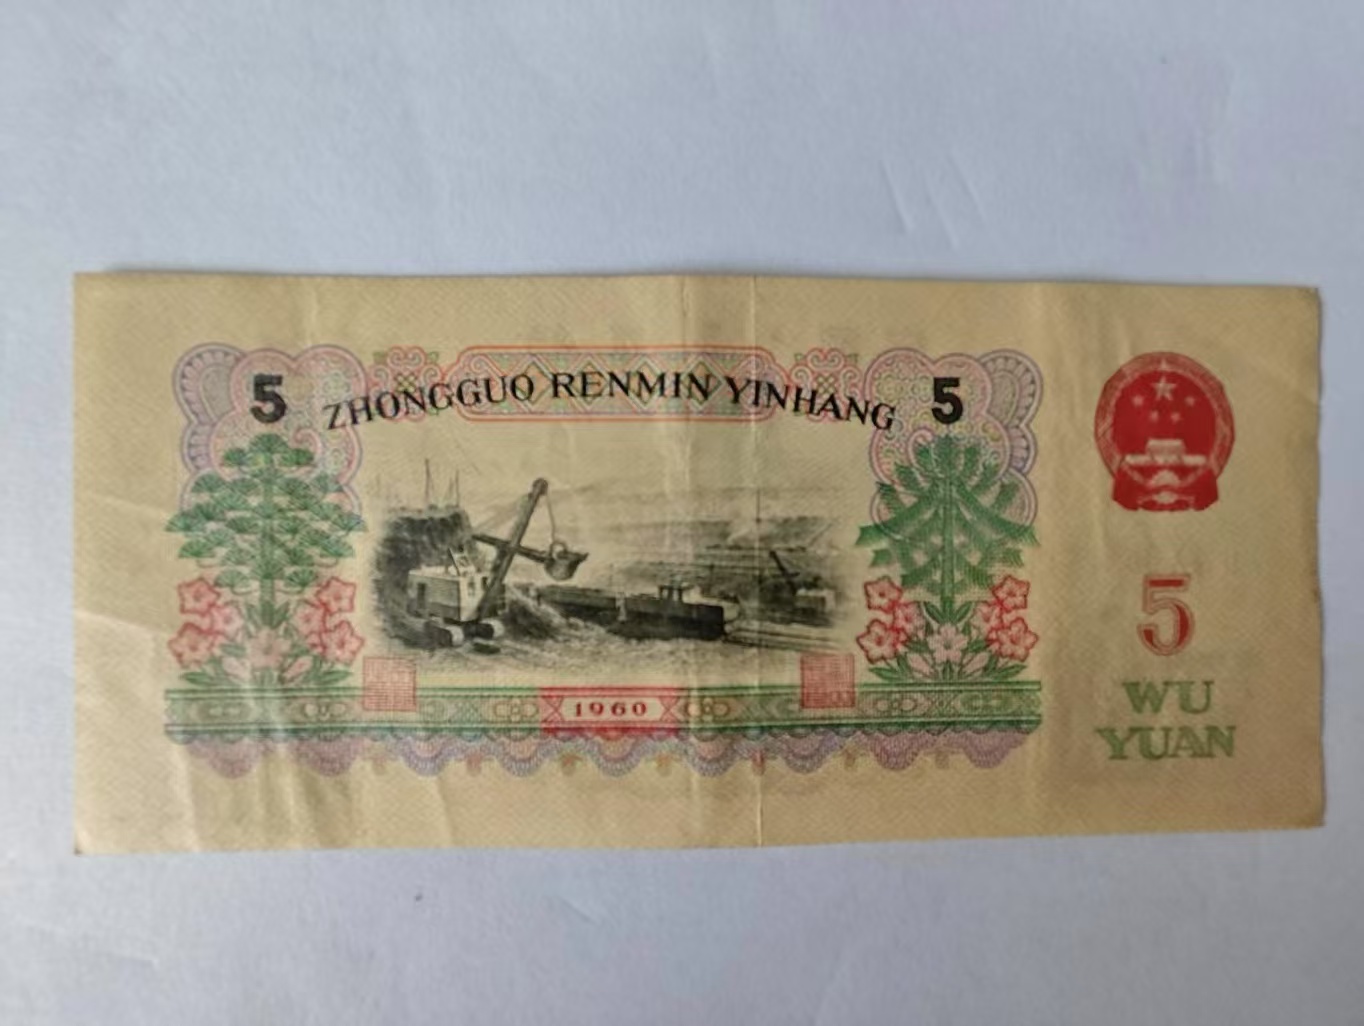 5 ZHONGGUO RENMIN YINHANG 5
1960
5
WU
YUAN